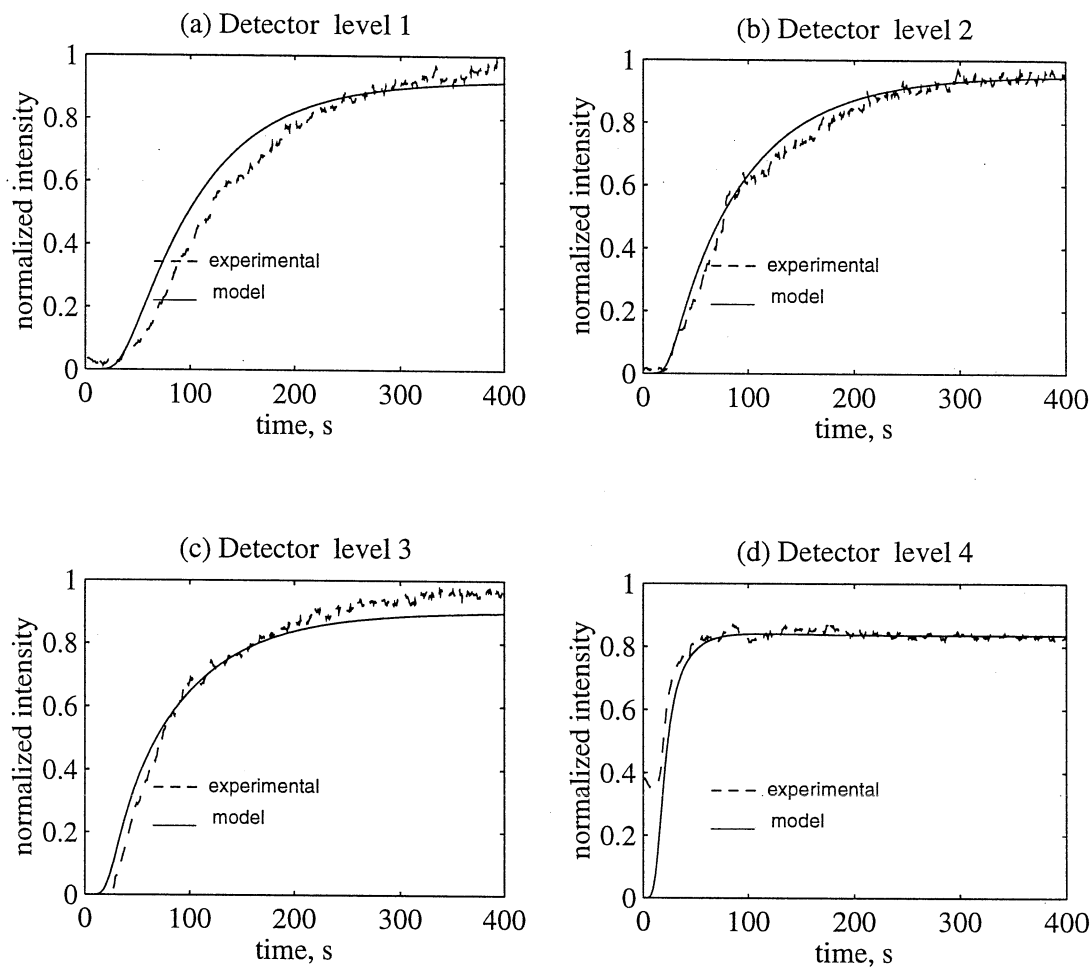 (a) Detector level 1
normalized intensity
1
0.8
0.6
0.4
0.2
0
experimental
model
0 100 200 300 400
time, s
(b) Detector level 2
normalized intensity
1
0.8
0.6
0.4
0.2
0
experimental
model
0 100 200 300 400
time, s
(c) Detector level 3
normalized intensity
1
0.8
0.6
0.4
0.2
0
experimental
model
0 100 200 300 400
time, s
(d) Detector level 4
normalized intensity
1
0.8
0.6
0.4
0.2
0
experimental
model
0 100 200 300 400
time, s